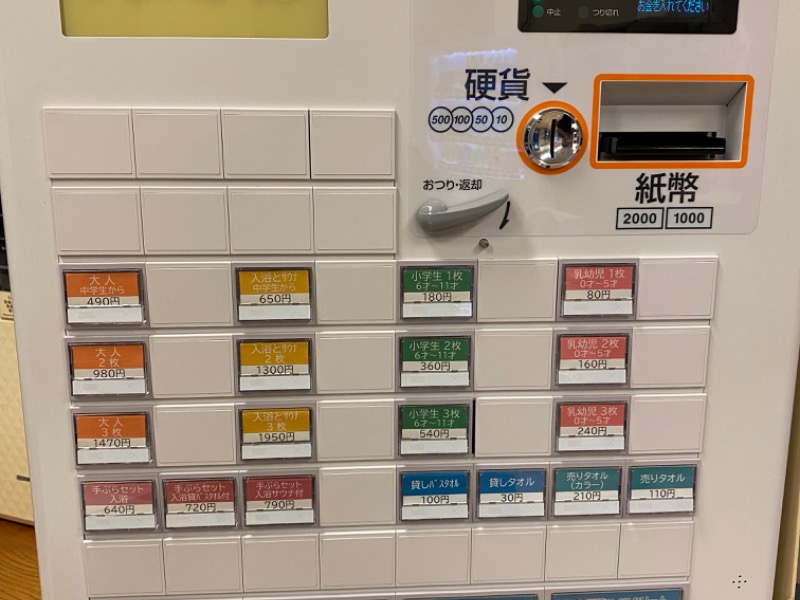 中止
つり切れ
お金を入れてください
硬貨
500 100 50 10
おつり・返却
紙幣
2000 1000
大人
中学生から
490円
入浴とサウナ
中学生から
650円
小学生 1枚
6才~11才
180円
乳幼児 1枚
0才~5才
80円
大人
2枚
980円
入浴とサウナ
2枚
1300円
小学生 2枚
6才~11才
360円
乳幼児 2枚
0才~5才
160円
大人
3枚
1470円
入浴とサウナ
3枚
1950円
小学生 3枚
6才~11才
540円
乳幼児 3枚
0才~5才
240円
手ぶらセット
入浴
640円
手ぶらセット
入浴貸バスタオル付
720円
手ぶらセット
入浴サウナ付
790円
貸しバスタオル
100円
貸しタオル
30円
売りタオル
(カラー)
210円
売りタオル
110円